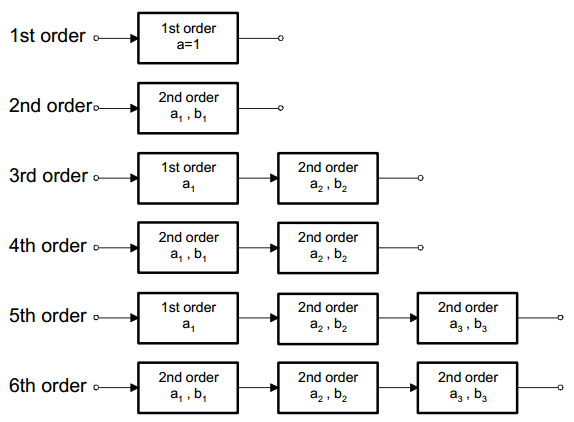 1st order
1st order
a=1
2nd order
2nd order
a₁ , b₁
3rd order
1st order
a₁
2nd order
a₂ , b₂
4th order
2nd order
a₁ , b₁
2nd order
a₂ , b₂
5th order
1st order
a₁
2nd order
a₂ , b₂
2nd order
a₃ , b₃
6th order
2nd order
a₁ , b₁
2nd order
a₂ , b₂
2nd order
a₃ , b₃